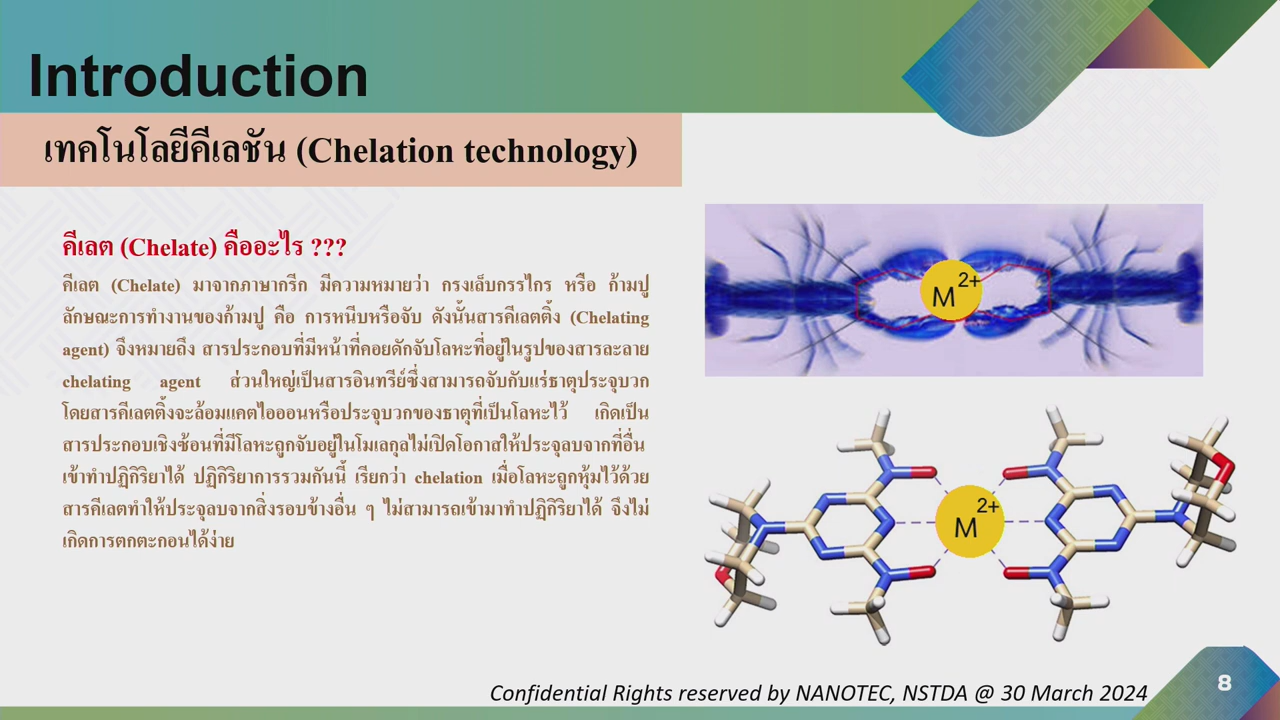 Introduction
เทคโนโลยีคีเลชัน (Chelation technology)
คีเลต (Chelate) คืออะไร ???
คีเลต (Chelate) มาจากภาษากรีก มีความหมายว่า กรงเล็บกรรไกร หรือ ก้ามปู
ลักษณะการทำงานของก้ามปู คือ การหนีบหรือจับ ดังนั้นสารคีเลตติ้ง (Chelating
agent) จึงหมายถึง สารประกอบที่มีหน้าที่คอยดักจับโลหะที่อยู่ในรูปของสารละลาย
chelating agent ส่วนใหญ่เป็นสารอินทรีย์ซึ่งสามารถจับกับแร่ธาตุประจุบวก
โดยสารคีเลตติ้งจะล้อมแคตไอออนหรือประจุบวกของธาตุที่เป็นโลหะไว้ เกิดเป็น
สารประกอบเชิงซ้อนที่มีโลหะถูกจับอยู่ในโมเลกุลไม่เปิดโอกาสให้ประจุลบจากที่อื่น
เข้าทำปฏิกิริยาได้ ปฏิกิริยาการรวมกันนี้ เรียกว่า chelation เมื่อโลหะถูกหุ้มไว้ด้วย
สารคีเลตทำให้ประจุลบจากสิ่งรอบข้างอื่น ๆ ไม่สามารถเข้ามาทำปฏิกิริยาได้ จึงไม่
เกิดการตกตะกอนได้ง่าย
M2+
M2+
Confidential Rights reserved by NANOTEC, NSTDA @ 30 March 2024
8